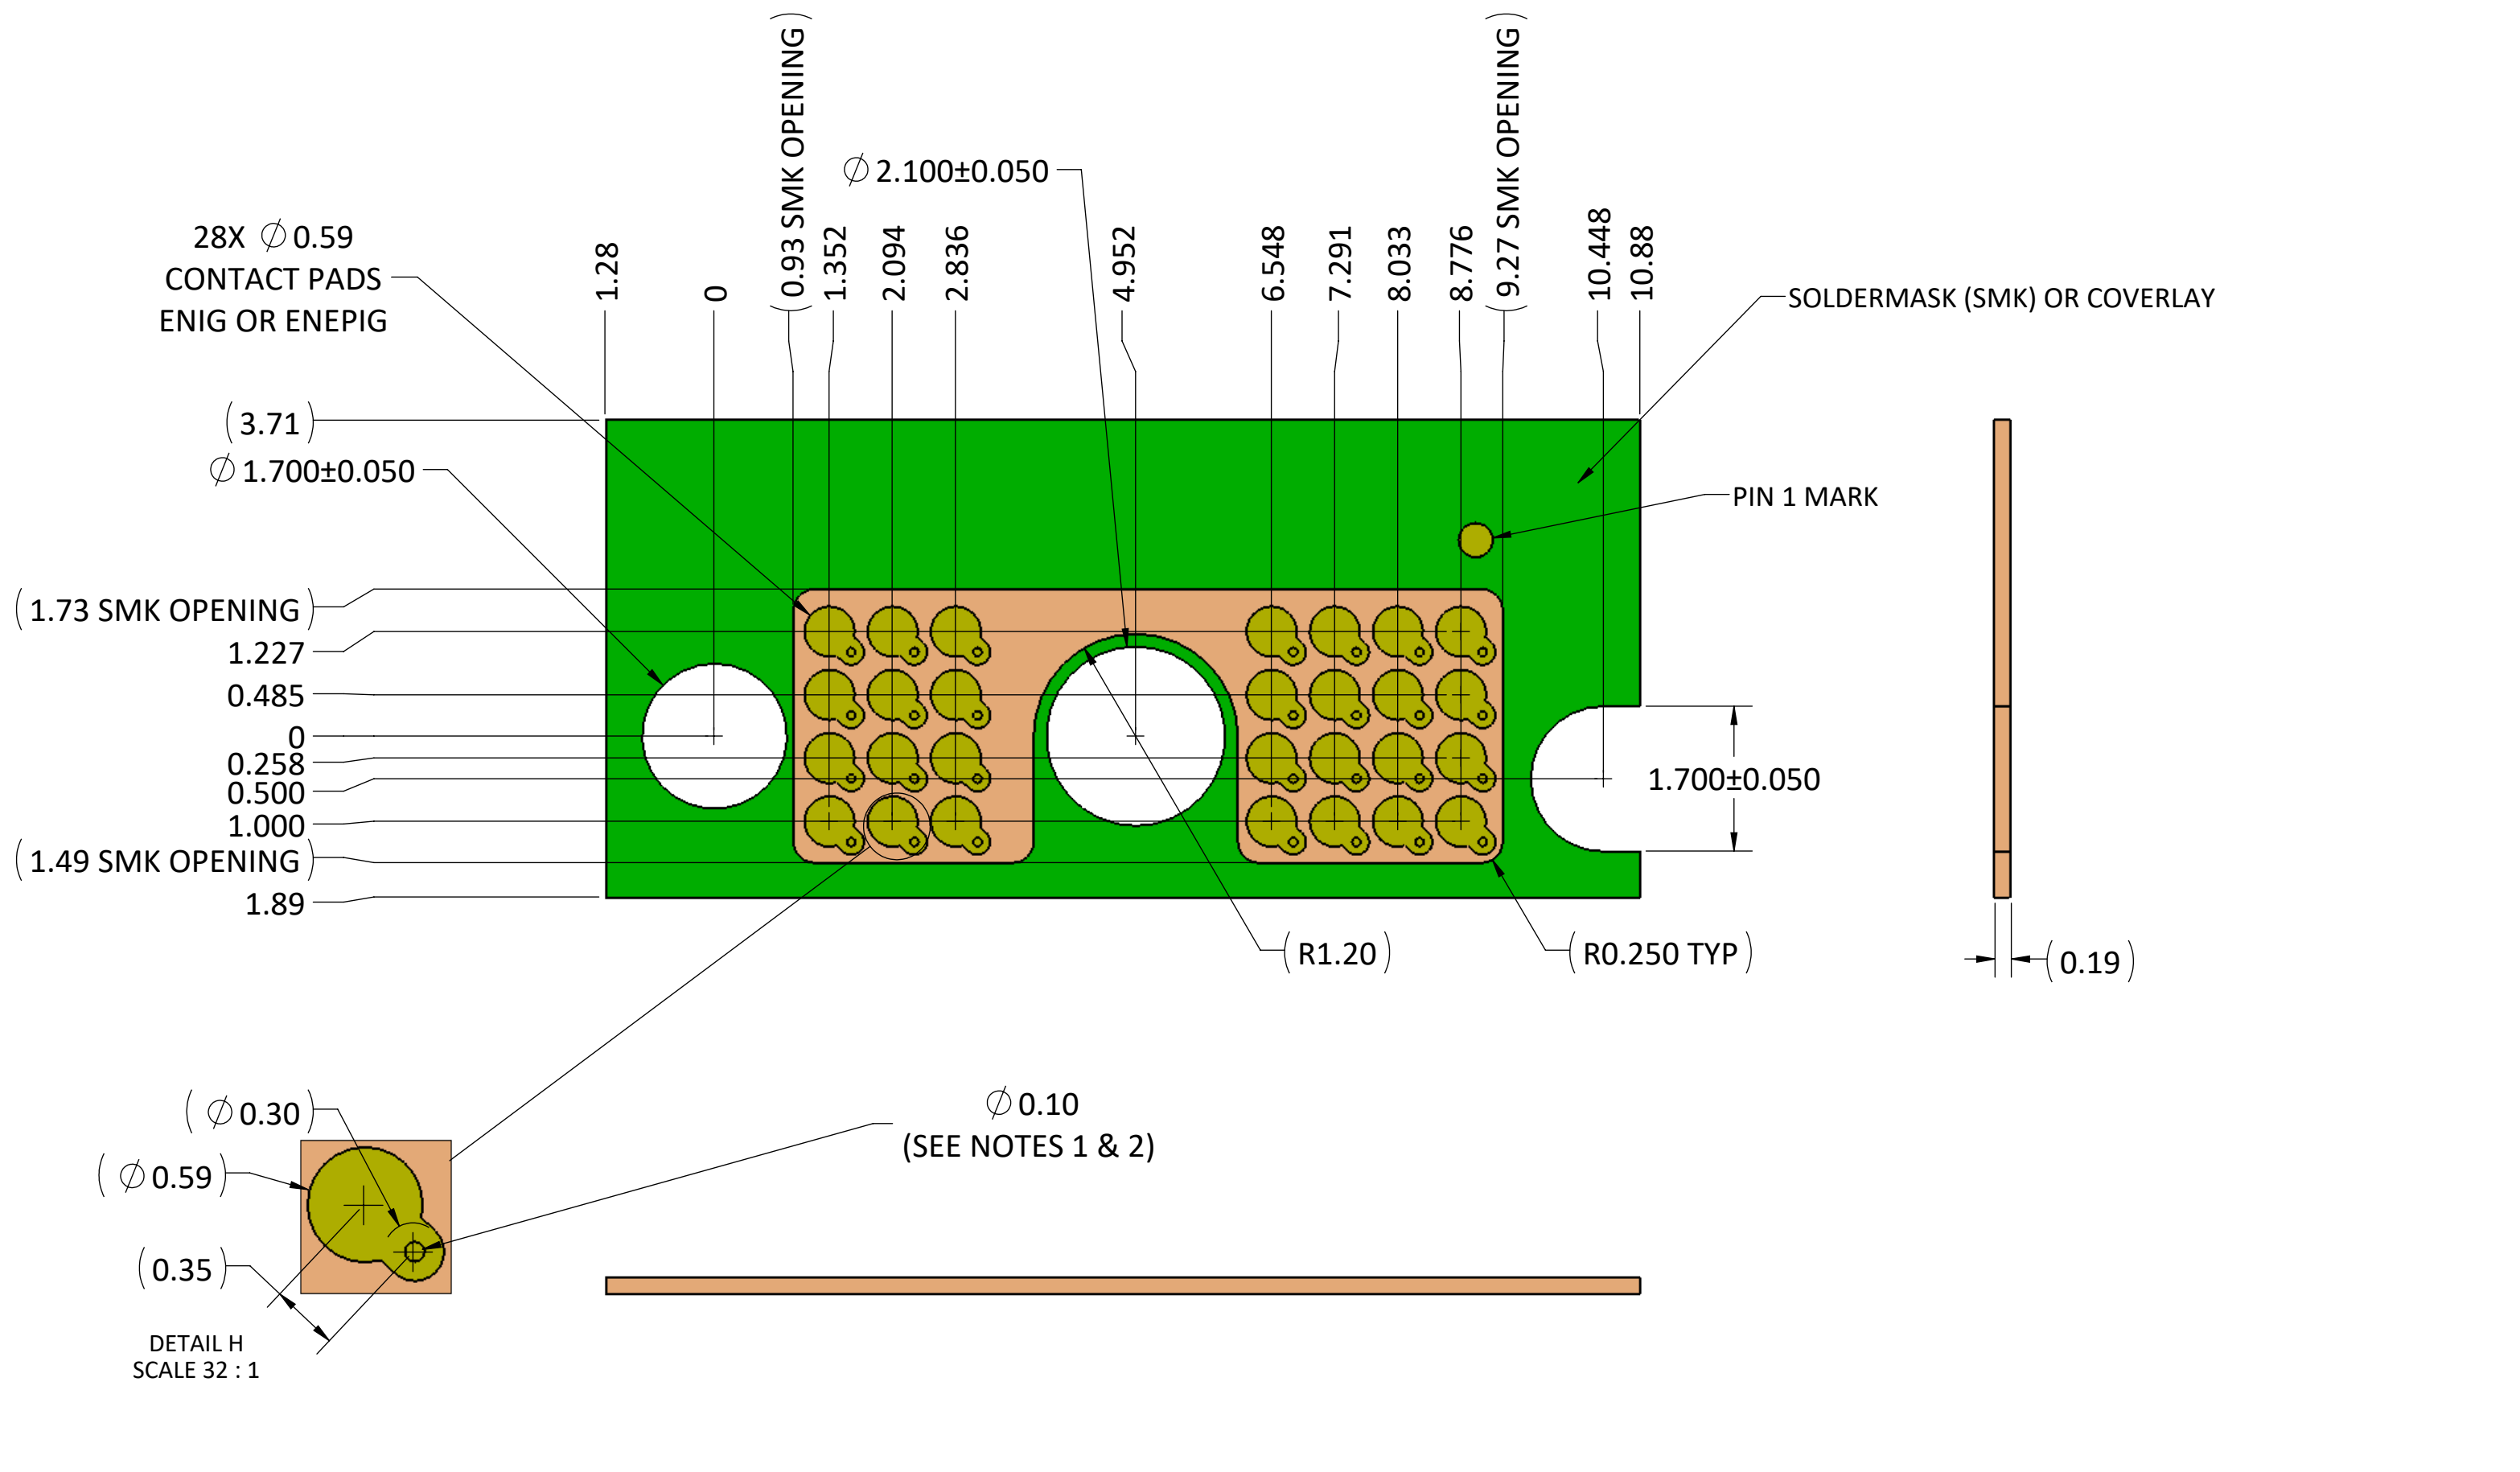 (0.93 SMK OPENING)
(9.27 SMK OPENING)
⌀ 2.100±0.050
28X ⌀ 0.59
CONTACT PADS
ENIG OR ENEPIG
1.28
0
1.352
2.094
2.836
4.952
6.548
7.291
8.033
8.776
10.448
10.88
SOLDERMASK (SMK) OR COVERLAY
(3.71)
⌀ 1.700±0.050
PIN 1 MARK
(1.73 SMK OPENING)
1.227
0.485
0
0.258
0.500
1.000
(1.49 SMK OPENING)
1.89
1.700±0.050
(R1.20)
(R0.250 TYP)
(0.19)
(⌀ 0.30)
(⌀ 0.59)
(0.35)
⌀ 0.10
(SEE NOTES 1 & 2)
DETAIL H
SCALE 32 : 1